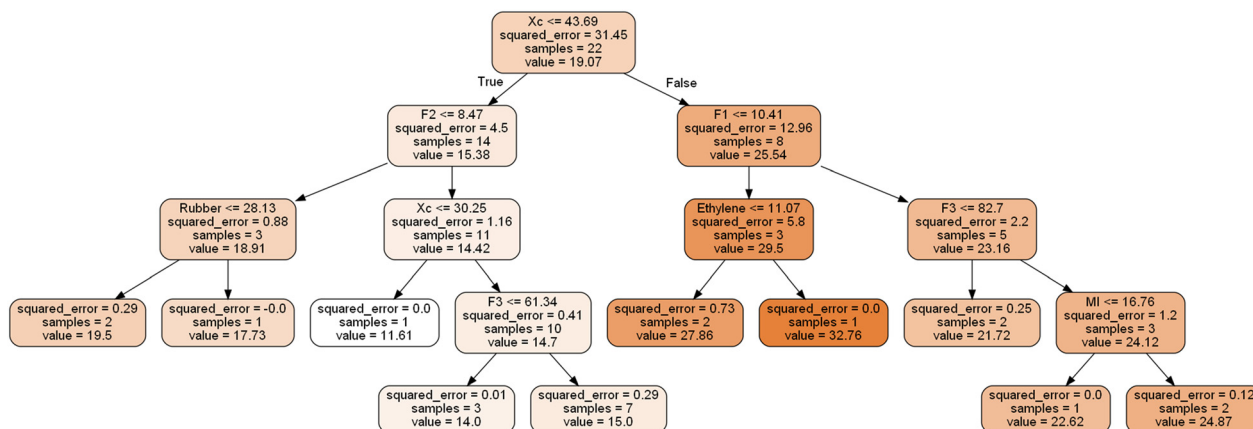 Xc <= 43.69
squared_error = 31.45
samples = 22
value = 19.07
True
False
F2 <= 8.47
squared_error = 4.5
samples = 14
value = 15.38
F1 <= 10.41
squared_error = 12.96
samples = 8
value = 25.54
Rubber <= 28.13
squared_error = 0.88
samples = 3
value = 18.91
Xc <= 30.25
squared_error = 1.16
samples = 11
value = 14.42
Ethylene <= 11.07
squared_error = 5.8
samples = 3
value = 29.5
F3 <= 82.7
squared_error = 2.2
samples = 5
value = 23.16
squared_error = 0.29
samples = 2
value = 19.5
squared_error = -0.0
samples = 1
value = 17.73
squared_error = 0.0
samples = 1
value = 11.61
F3 <= 61.34
squared_error = 0.41
samples = 10
value = 14.7
squared_error = 0.73
samples = 2
value = 27.86
squared_error = 0.0
samples = 1
value = 32.76
squared_error = 0.25
samples = 2
value = 21.72
MI <= 16.76
squared_error = 1.2
samples = 3
value = 24.12
squared_error = 0.01
samples = 3
value = 14.0
squared_error = 0.29
samples = 7
value = 15.0
squared_error = 0.0
samples = 1
value = 22.62
squared_error = 0.12
samples = 2
value = 24.87